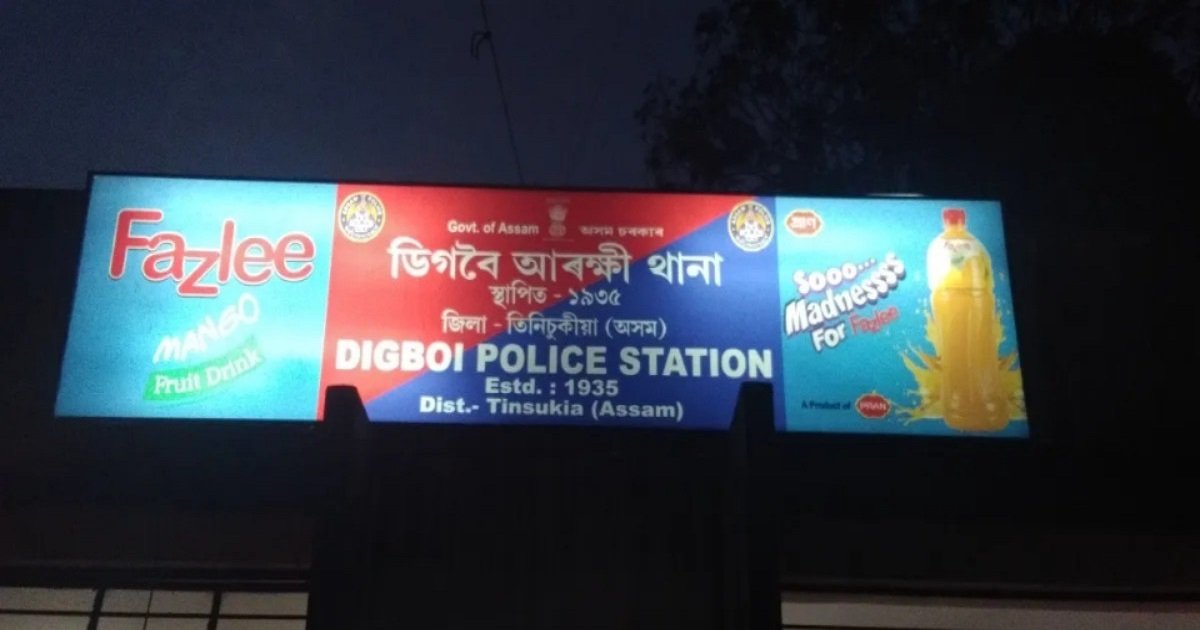 Fazlee
MANGO
Fruit Drink
Govt. of Assam অসম চৰকাৰ
ডিগবৈ আৰক্ষী থানা
স্থাপিত - ১৯৩৫
জিলা - তিনিচুকীয়া (অসম)
DIGBOI POLICE STATION
Estd. : 1935
Dist.- Tinsukia (Assam)
প্রাণ
Sooo...
Madnessss
For Fazlee
A Product of PRAN